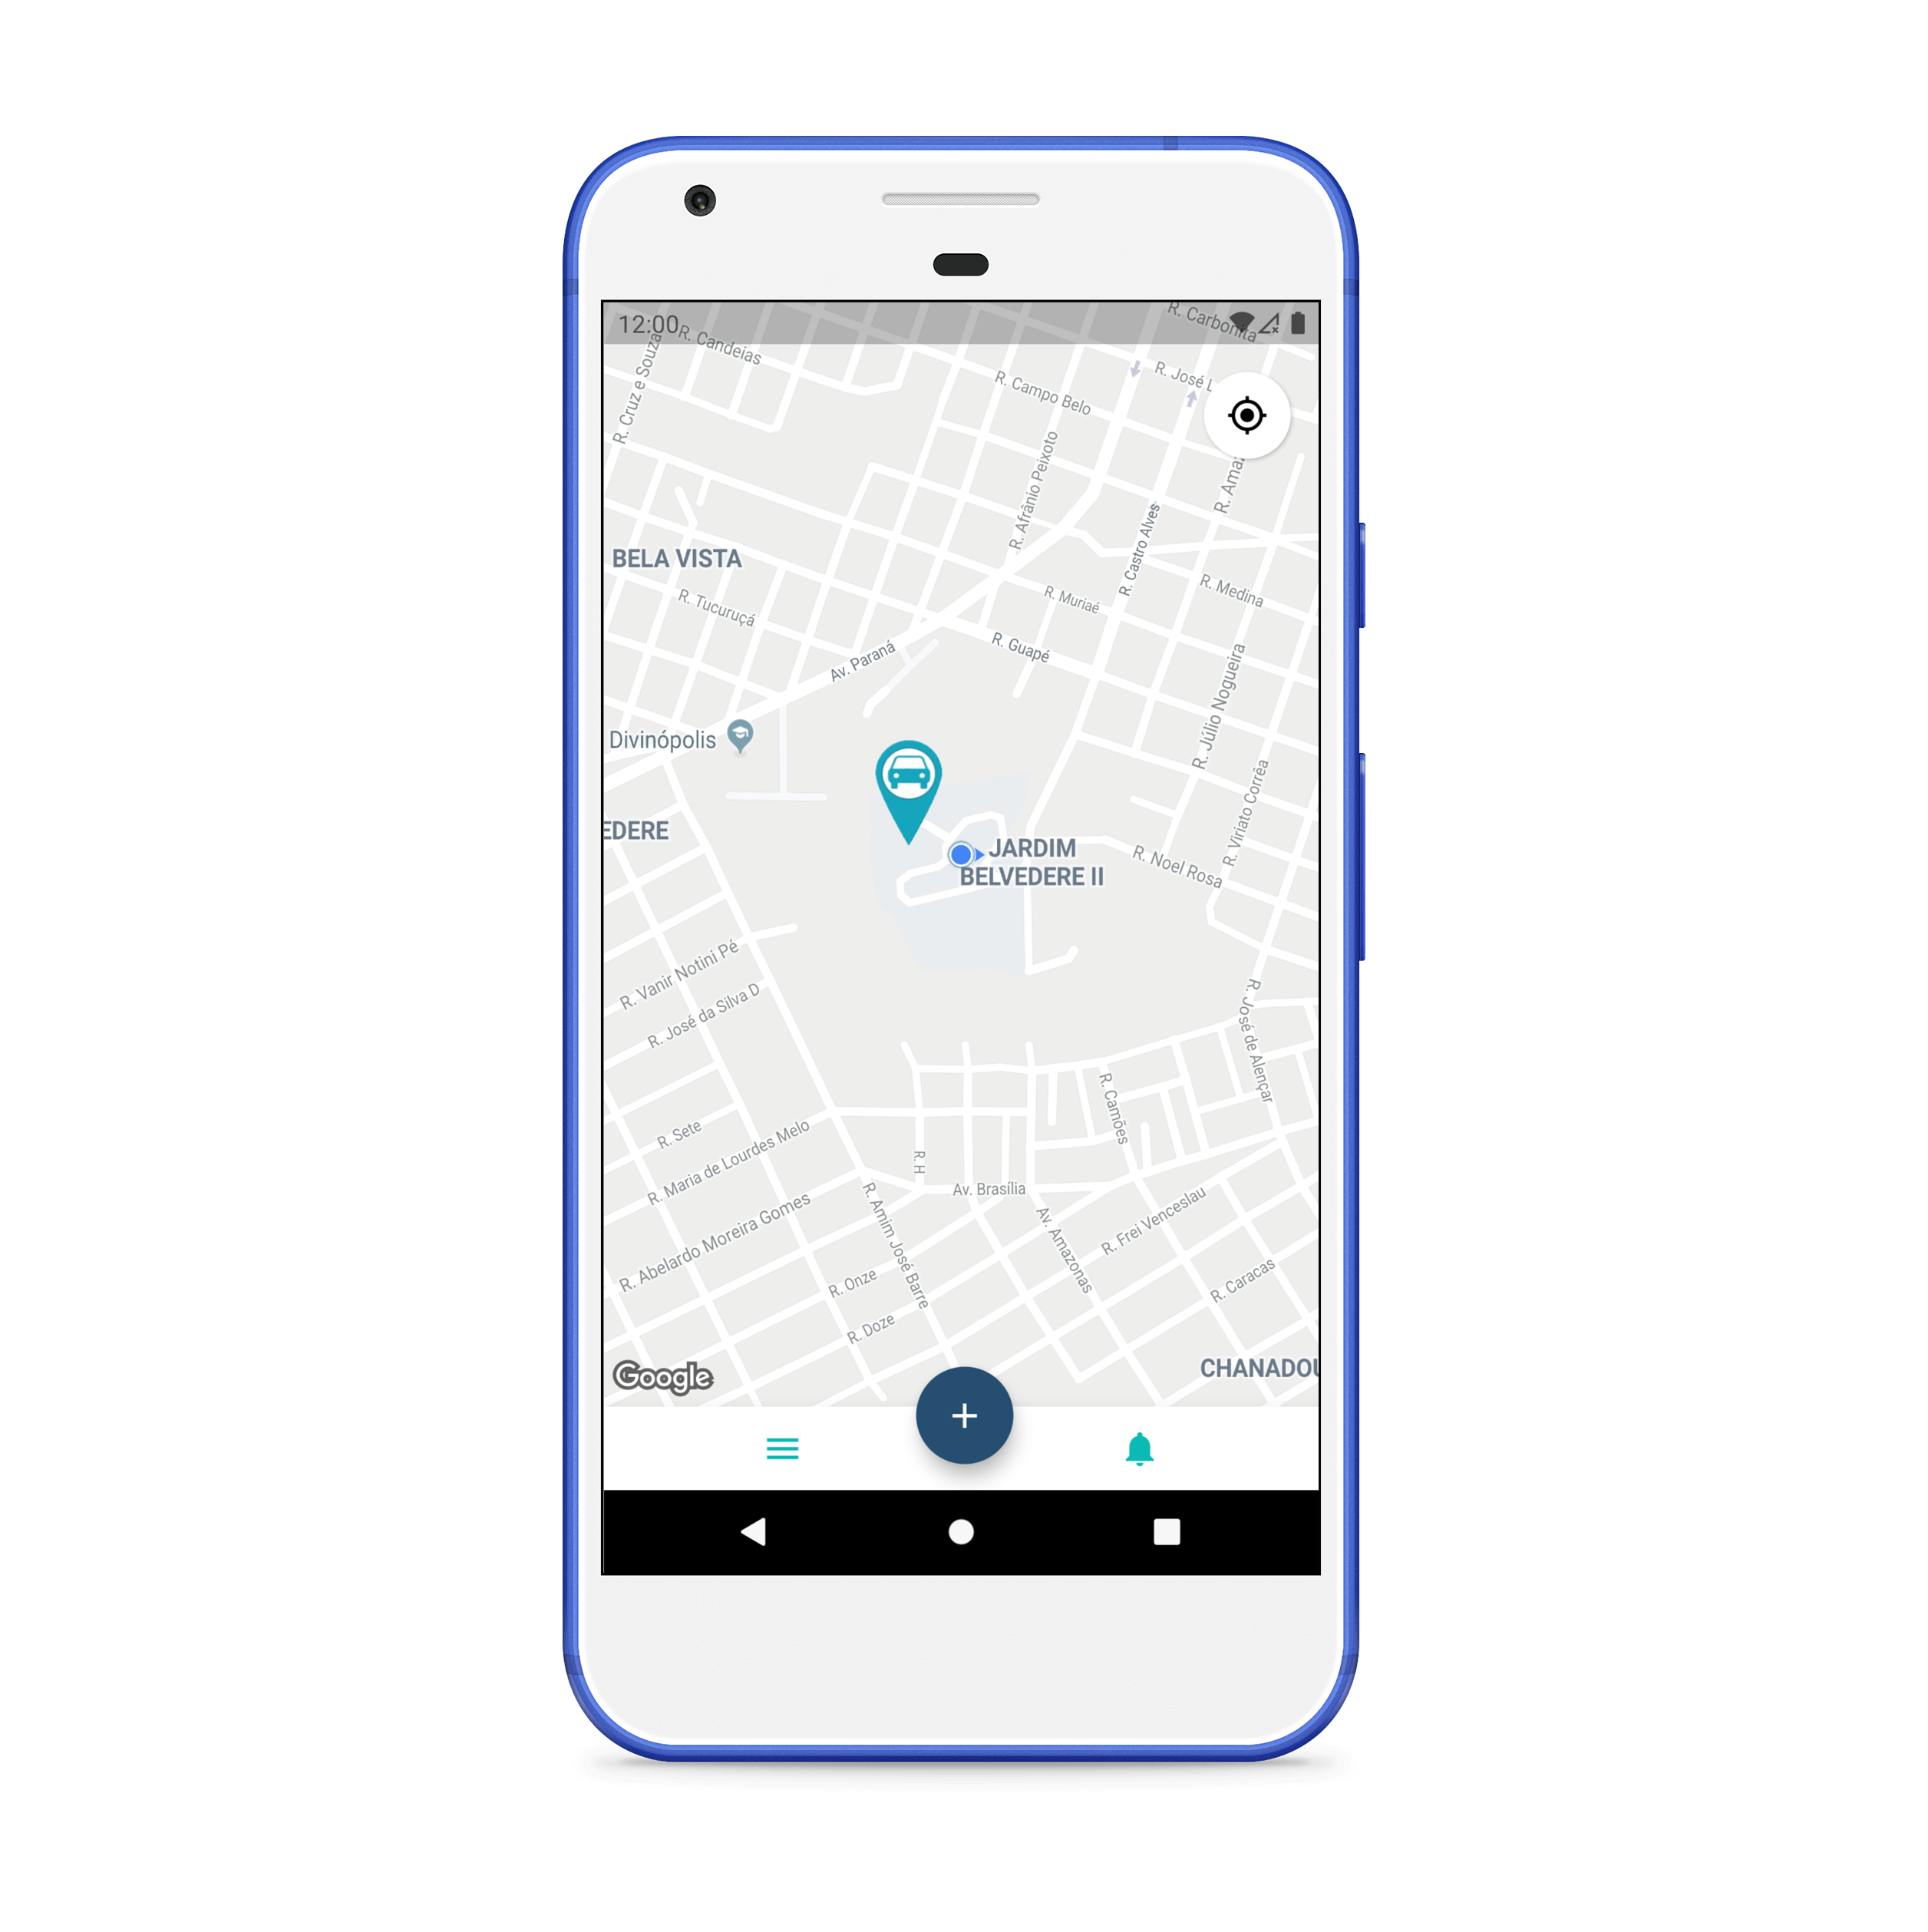 12:00
R. Candeias
R. Carbonita
R. Cruz e Souza
R. Campo Belo
R. José L
R. Afrânio Peixoto
R. Castro Alves
BELA VISTA
R. Tucuruçá
R. Muriaé
R. Medina
R. Guapé
Av. Paraná
R. Júlio Nogueira
Divinópolis
R. Viriato Corrêa
EDERE
JARDIM
BELVEDERE II
R. Noel Rosa
R. Vanir Notini Pé
R. José da Silva D
R. José de Alençar
R. Camões
R. Sete
R. Maria de Lourdes Melo
R. H
Av. Brasília
R. Abelardo Moreira Gomes
R. Amim José Barre
Av. Amazonas
R. Frei Venceslau
R. Onze
R. Caracas
R. Doze
CHANADOU
Google